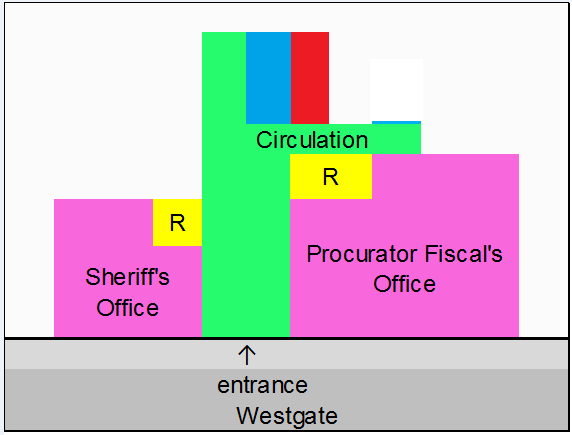 Circulation
R
R
Sheriff's
Office
Procurator Fiscal's
Office
entrance
Westgate